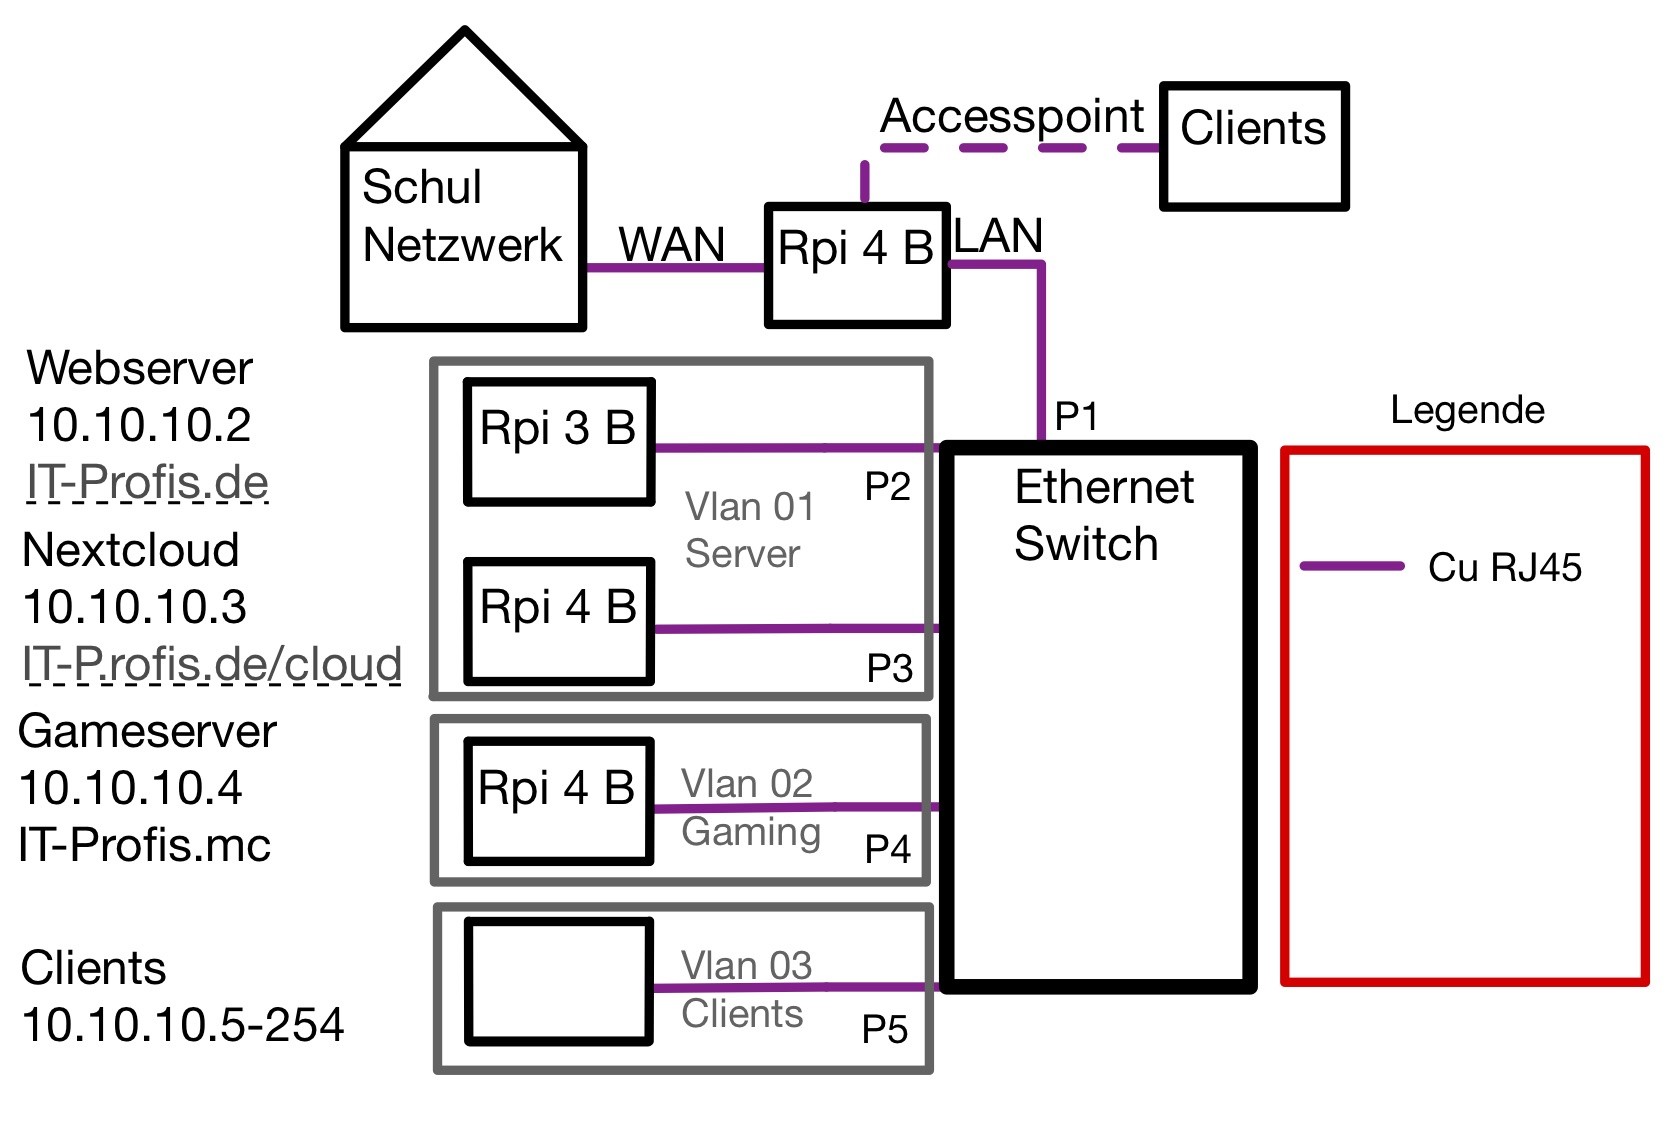 Accesspoint
Clients
Schul
Netzwerk
WAN
Rpi 4 B
LAN
Webserver
10.10.10.2
IT-Profis.de
Rpi 3 B
P2
Vlan 01
Server
P1
Ethernet
Switch
Legende
Cu RJ45
Nextcloud
10.10.10.3
IT-P.rofis.de/cloud
Rpi 4 B
P3
Gameserver
10.10.10.4
IT-Profis.mc
Rpi 4 B
Vlan 02
Gaming
P4
Clients
10.10.10.5-254
Vlan 03
Clients
P5